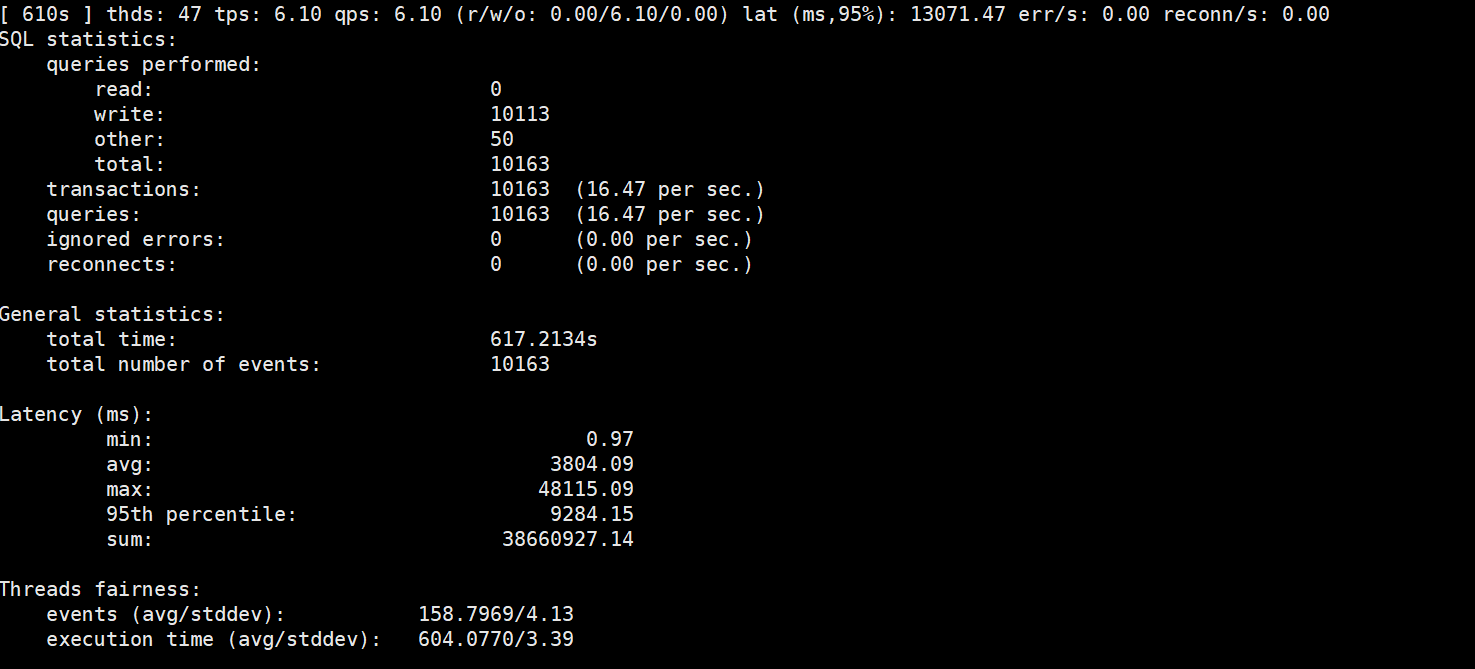 [ 610s ] thds: 47 tps: 6.10 qps: 6.10 (r/w/o: 0.00/6.10/0.00) lat (ms,95%): 13071.47 err/s: 0.00 reconn/s: 0.00
SQL statistics:
    queries performed:
        read:                            0
        write:                           10113
        other:                           50
        total:                           10163
    transactions:                        10163  (16.47 per sec.)
    queries:                             10163  (16.47 per sec.)
    ignored errors:                      0      (0.00 per sec.)
    reconnects:                          0      (0.00 per sec.)
General statistics:
    total time:                          617.2134s
    total number of events:              10163
Latency (ms):
         min:                                    0.97
         avg:                                 3804.09
         max:                                48115.09
         95th percentile:                     9284.15
         sum:                             38660927.14
Threads fairness:
    events (avg/stddev):           158.7969/4.13
    execution time (avg/stddev):   604.0770/3.39